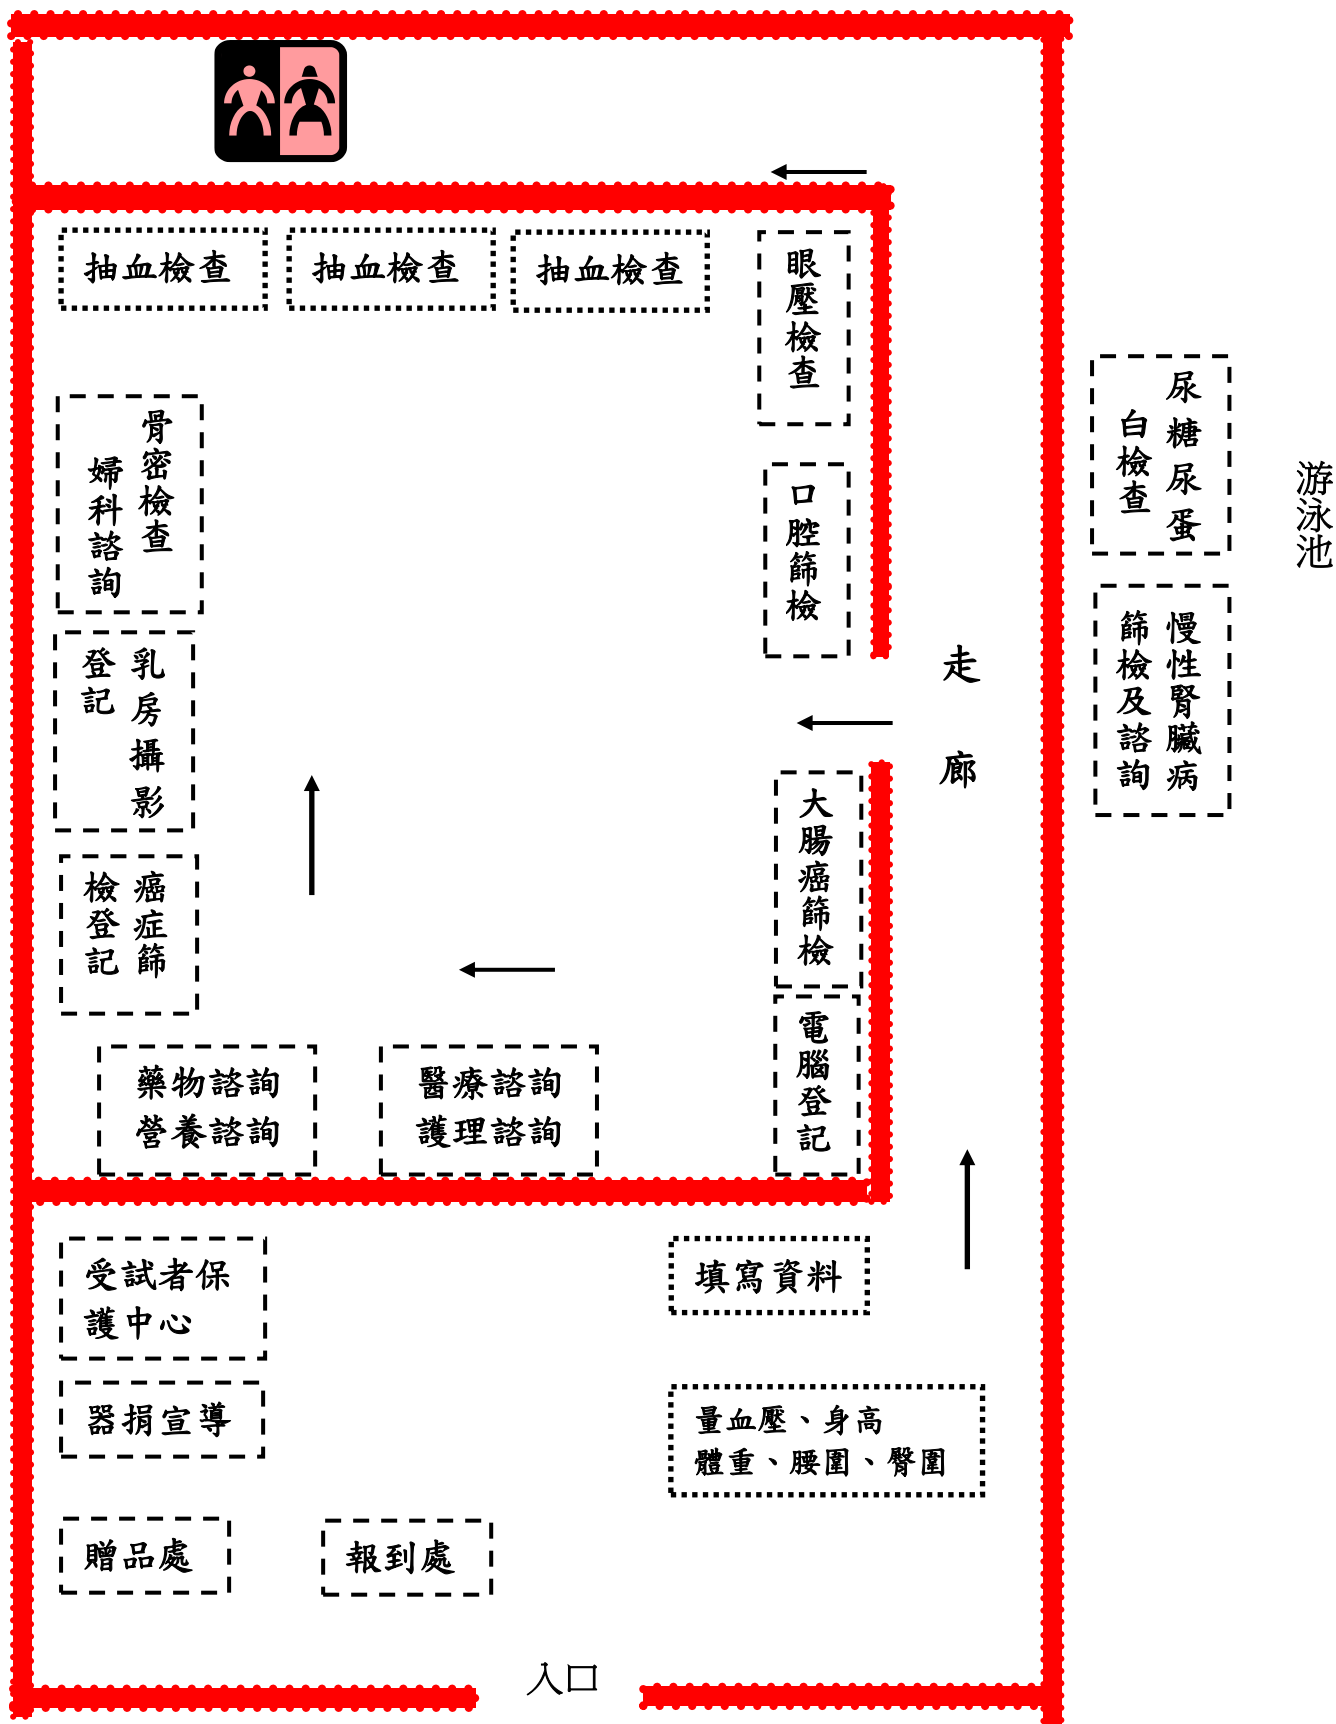 抽血檢查
抽血檢查
抽血檢查
眼壓檢查
骨密檢查
婦科諮詢
口腔篩檢
尿糖尿蛋
白檢查
游泳池
乳房攝影
登記
走廊
慢性腎臟病
篩檢及諮詢
癌症篩
檢登記
大腸癌篩檢
藥物諮詢
營養諮詢
醫療諮詢
護理諮詢
電腦登記
受試者保
護中心
填寫資料
器捐宣導
量血壓、身高
體重、腰圍、臀圍
贈品處
報到處
入口